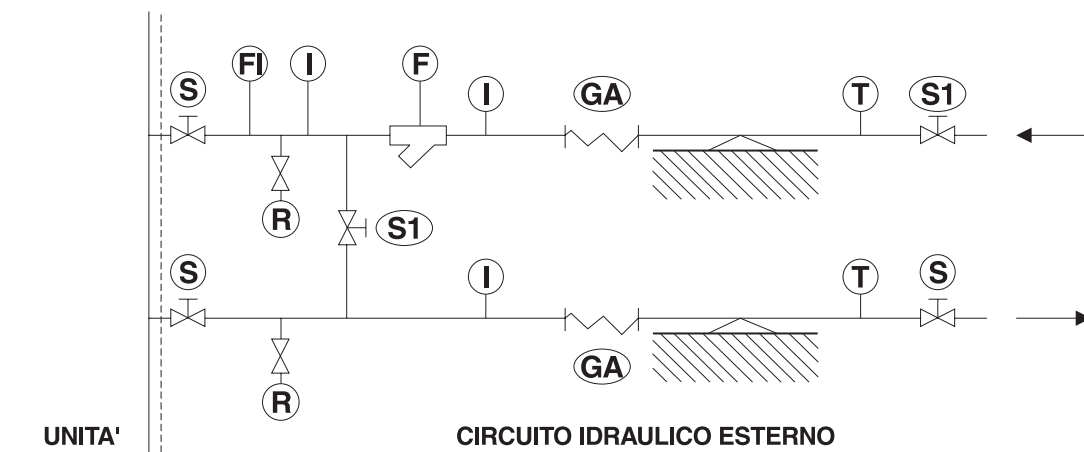 FI I F I GA T S1
S
R
S1
S I T S
GA
R
UNITA' CIRCUITO IDRAULICO ESTERNO